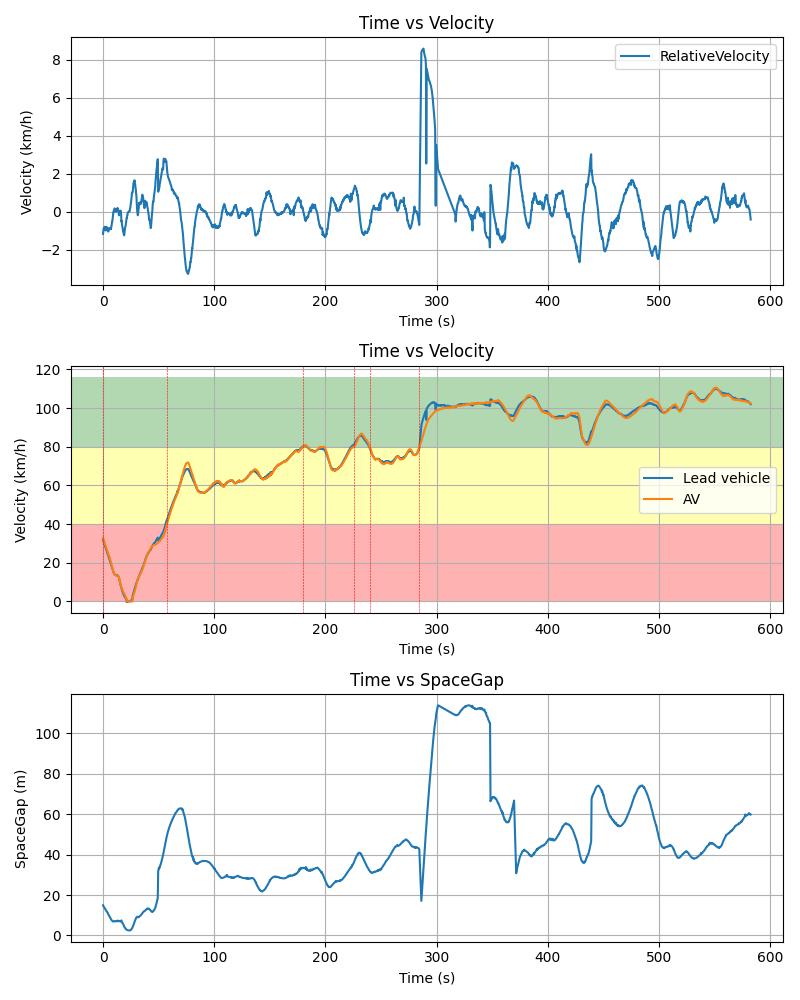 Time vs Velocity
Velocity (km/h)
8
6
4
2
0
−2
RelativeVelocity
0 100 200 300 400 500 600
Time (s)
Time vs Velocity
Velocity (km/h)
120
100
80
60
40
20
0
Lead vehicle
AV
0 100 200 300 400 500 600
Time (s)
Time vs SpaceGap
SpaceGap (m)
100
80
60
40
20
0
0 100 200 300 400 500 600
Time (s)